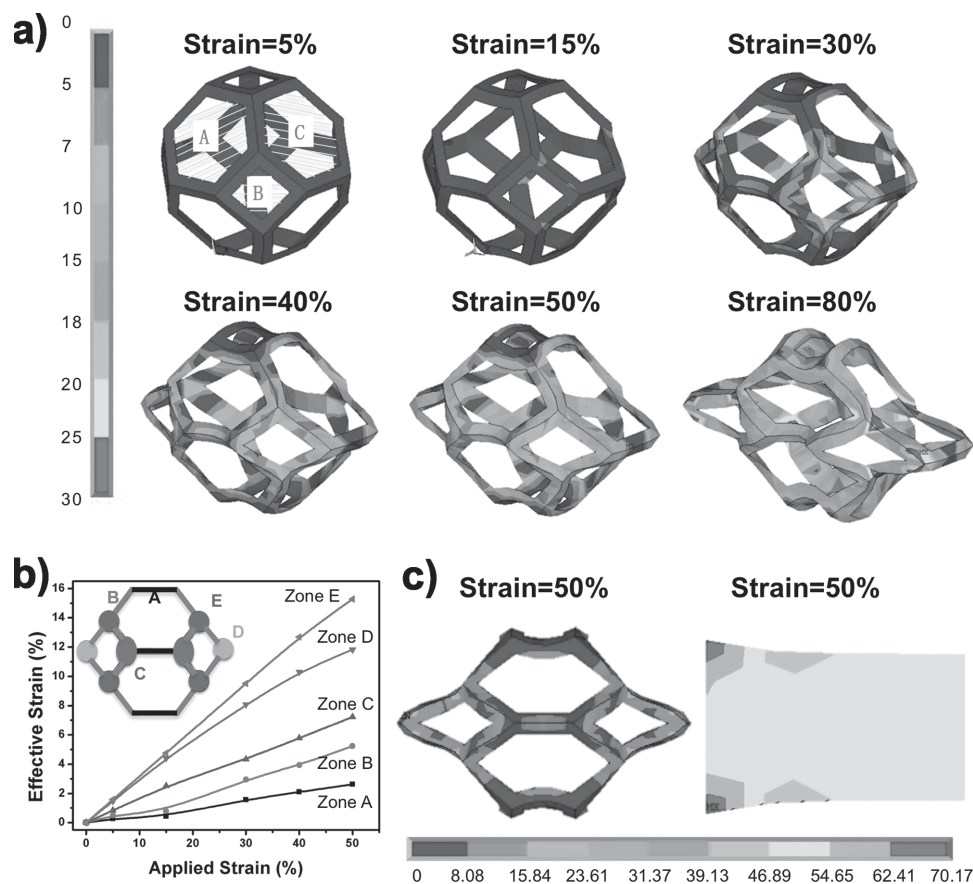 a)
0
5
7
10
15
18
20
25
30
Strain=5%
Strain=15%
Strain=30%
A
C
B
Strain=40%
Strain=50%
Strain=80%
b)
Effective Strain (%)
16
14
12
10
8
6
4
2
0
0
10
20
30
40
50
Applied Strain (%)
B
A
E
D
C
Zone E
Zone D
Zone C
Zone B
Zone A
c)
Strain=50%
Strain=50%
0 8.08 15.84 23.61 31.37 39.13 46.89 54.65 62.41 70.17